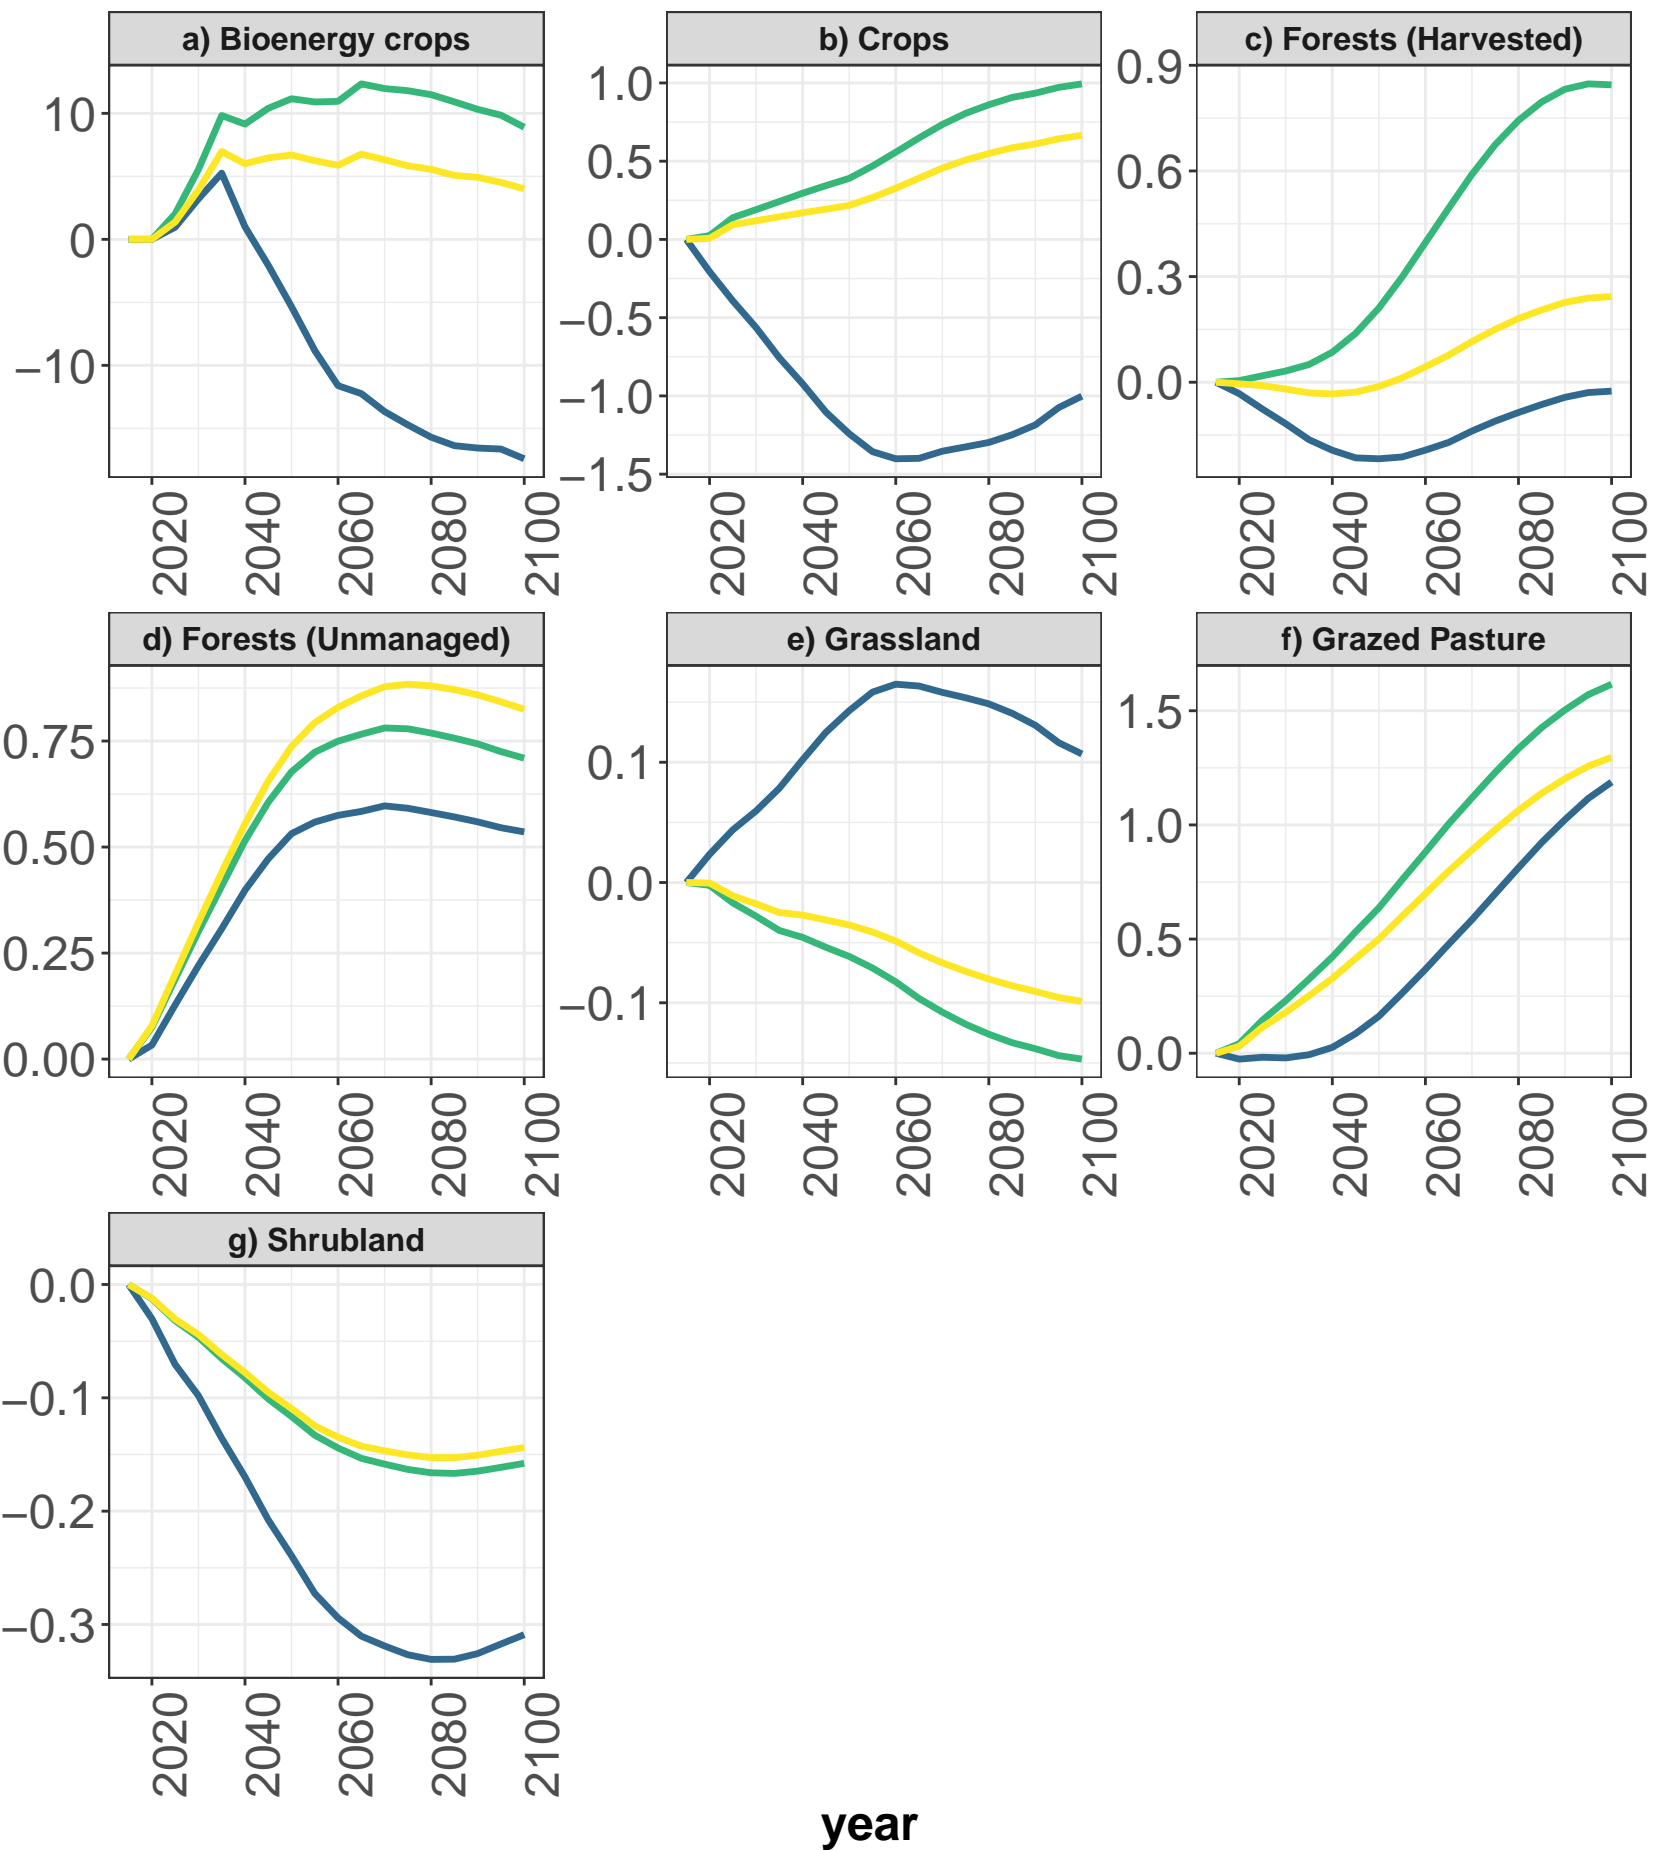 a) Bioenergy crops
10
0
−10
2020 2040 2060 2080 2100
b) Crops
1.0
0.5
0.0
−0.5
−1.0
−1.5
2020 2040 2060 2080 2100
c) Forests (Harvested)
0.9
0.6
0.3
0.0
2020 2040 2060 2080 2100
d) Forests (Unmanaged)
0.75
0.50
0.25
0.00
2020 2040 2060 2080 2100
e) Grassland
0.1
0.0
−0.1
2020 2040 2060 2080 2100
f) Grazed Pasture
1.5
1.0
0.5
0.0
2020 2040 2060 2080 2100
g) Shrubland
0.0
−0.1
−0.2
−0.3
2020 2040 2060 2080 2100
year